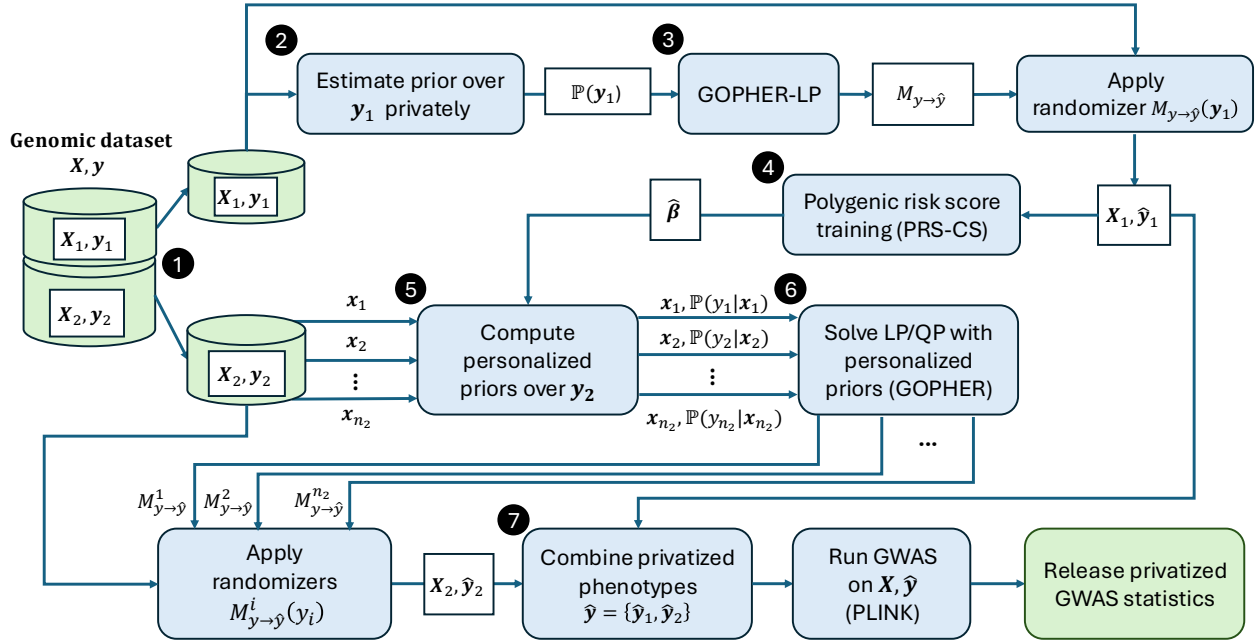 2
3
Estimate prior over
𝒚₁ privately
ℙ(𝒚₁)
GOPHER-LP
M_{y→ŷ}
Apply
randomizer M_{y→ŷ}(𝒚₁)
Genomic dataset
𝑿, 𝒚
𝑿₁, 𝒚₁
𝑿₁, 𝒚₁
𝑿₂, 𝒚₂
1
4
Polygenic risk score
training (PRS-CS)
𝜷̂
𝑿₁, 𝒚̂₁
5
6
𝑿₂, 𝒚₂
𝒙₁
𝒙₂
⋮
𝒙_{n₂}
Compute
personalized
priors over 𝒚₂
𝒙₁, ℙ(y₁|𝒙₁)
𝒙₂, ℙ(y₂|𝒙₂)
⋮
𝒙_{n₂}, ℙ(y_{n₂}|𝒙_{n₂})
Solve LP/QP with
personalized
priors (GOPHER)
...
M¹_{y→ŷ}
M²_{y→ŷ}
M^{n₂}_{y→ŷ}
7
Apply
randomizers
Mⁱ_{y→ŷ}(yᵢ)
𝑿₂, 𝒚̂₂
Combine privatized
phenotypes
𝒚̂ = {𝒚̂₁, 𝒚̂₂}
Run GWAS
on 𝑿, 𝒚̂
(PLINK)
Release privatized
GWAS statistics